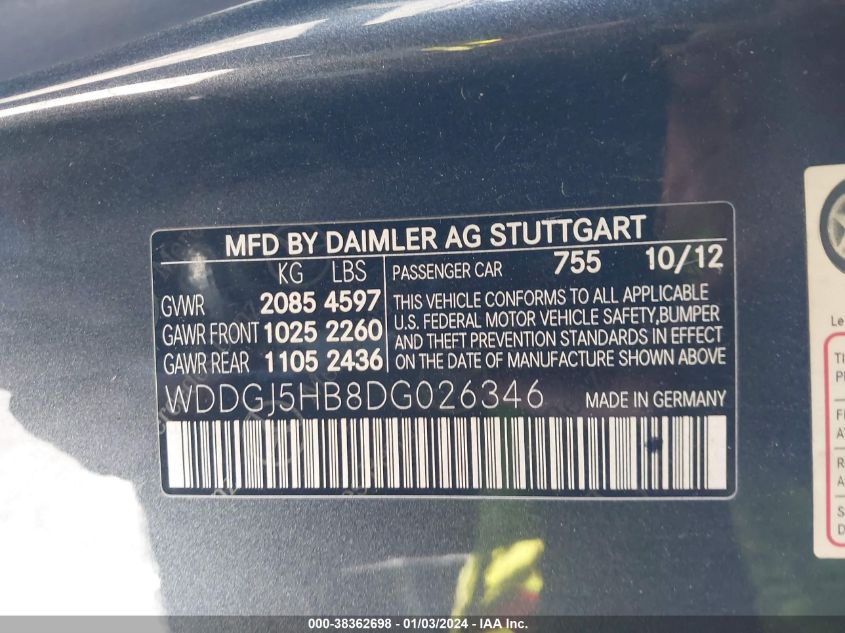 MFD BY DAIMLER AG STUTTGART
KG LBS
GVWR 2085 4597
GAWR FRONT 1025 2260
GAWR REAR 1105 2436
PASSENGER CAR 755 10/12
THIS VEHICLE CONFORMS TO ALL APPLICABLE
U.S. FEDERAL MOTOR VEHICLE SAFETY,BUMPER
AND THEFT PREVENTION STANDARDS IN EFFECT
ON THE DATE OF MANUFACTURE SHOWN ABOVE
WDDGJ5HB8DG026346 MADE IN GERMANY
Le
000-38362698 - 01/03/2024 - IAA Inc.